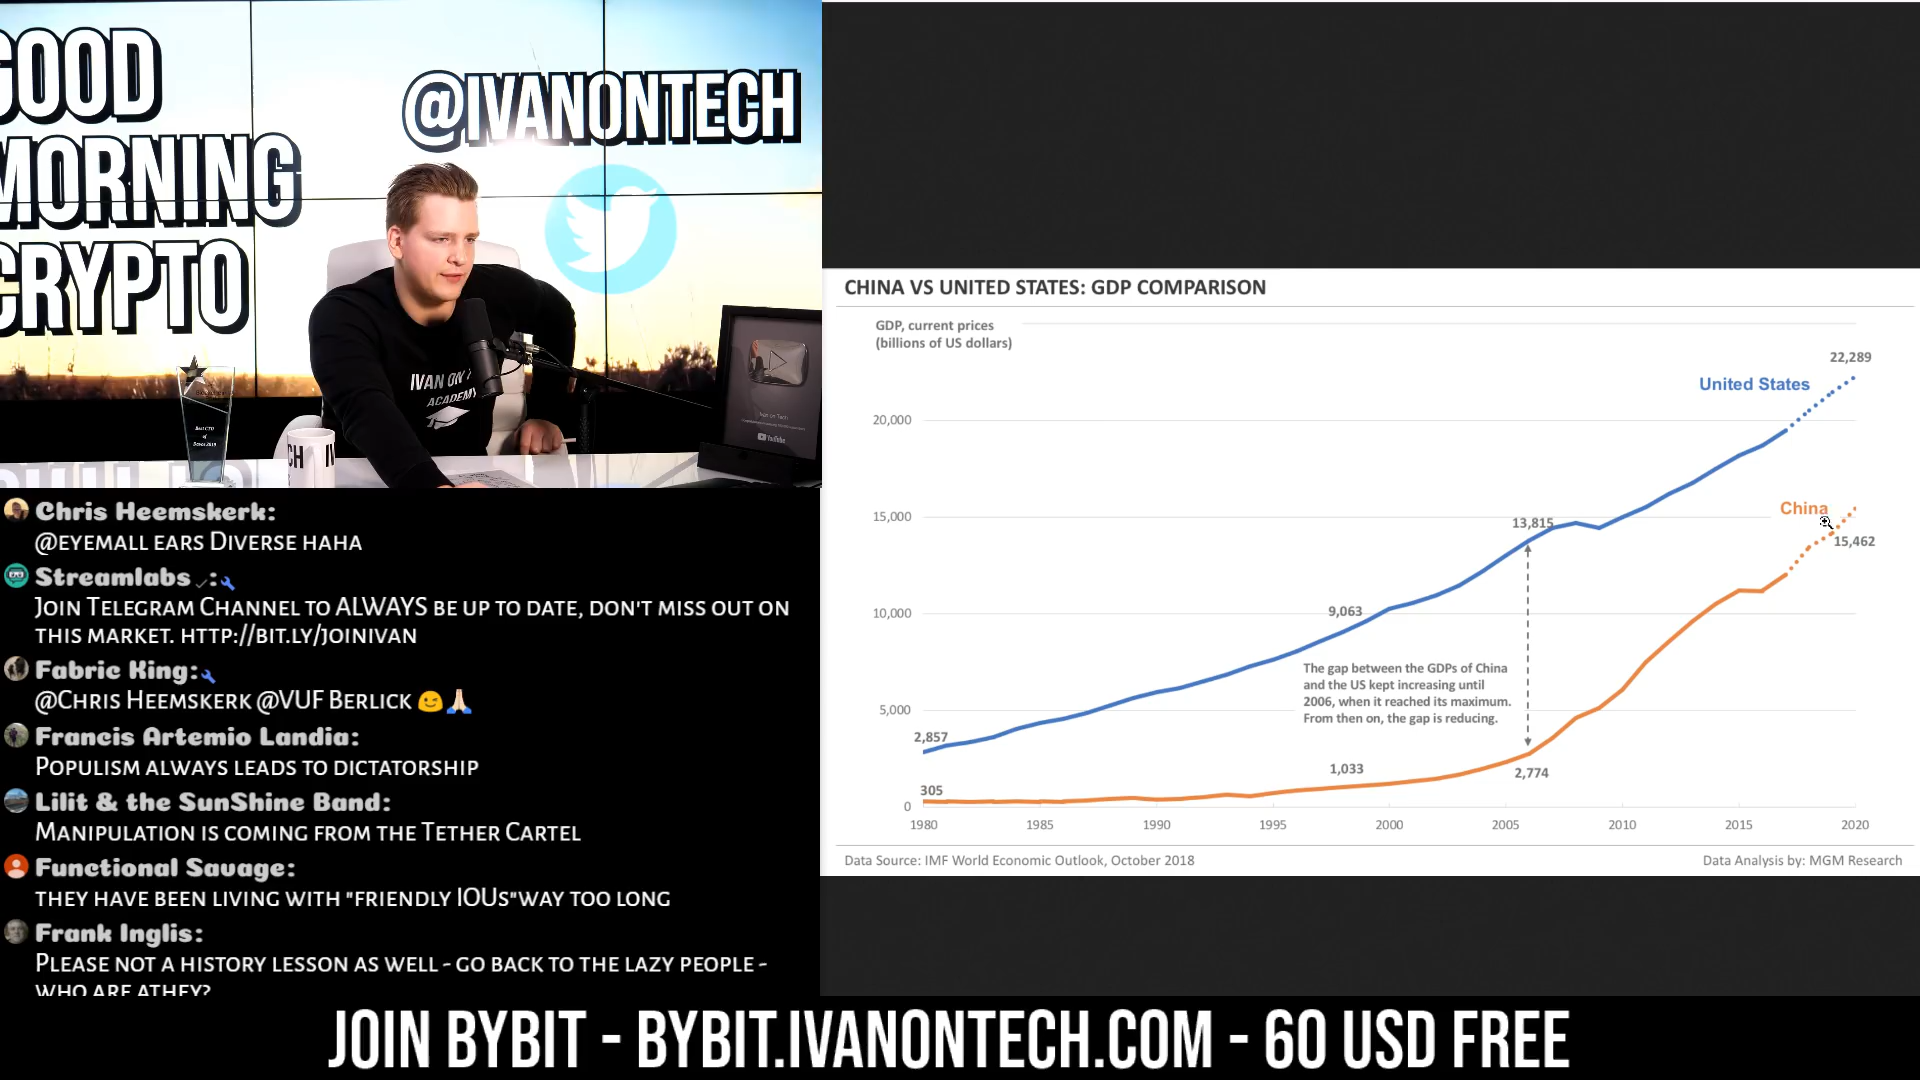 GOOD
MORNING
CRYPTO
@IVANONTECH
IVAN ON T
ACADEMY
BEST CTO
of
CH IV
YouTube
Chris Heemskerk:
@EYEMALL EARS DIVERSE HAHA
Streamlabs :
JOIN TELEGRAM CHANNEL TO ALWAYS BE UP TO DATE, DON'T MISS OUT ON
THIS MARKET. HTTP://BIT.LY/JOINIVAN
Fabric King:
@CHRIS HEEMSKERK @VUF BERLICK 😉🙏🏻
Francis Artemio Landia:
POPULISM ALWAYS LEADS TO DICTATORSHIP
Lilit & the SunShine Band:
MANIPULATION IS COMING FROM THE TETHER CARTEL
Functional Savage:
THEY HAVE BEEN LIVING WITH "FRIENDLY IOUS"WAY TOO LONG
Frank Inglis:
PLEASE NOT A HISTORY LESSON AS WELL - GO BACK TO THE LAZY PEOPLE -
WHO ARE ATHEY?
CHINA VS UNITED STATES: GDP COMPARISON
GDP, current prices
(billions of US dollars)
22,289
United States
20,000
China
15,000
13,815
15,462
10,000
9,063
The gap between the GDPs of China
and the US kept increasing until
2006, when it reached its maximum.
From then on, the gap is reducing.
5,000
2,857
1,033
2,774
305
0
1980 1985 1990 1995 2000 2005 2010 2015 2020
Data Source: IMF World Economic Outlook, October 2018
Data Analysis by: MGM Research
JOIN BYBIT - BYBIT.IVANONTECH.COM - 60 USD FREE